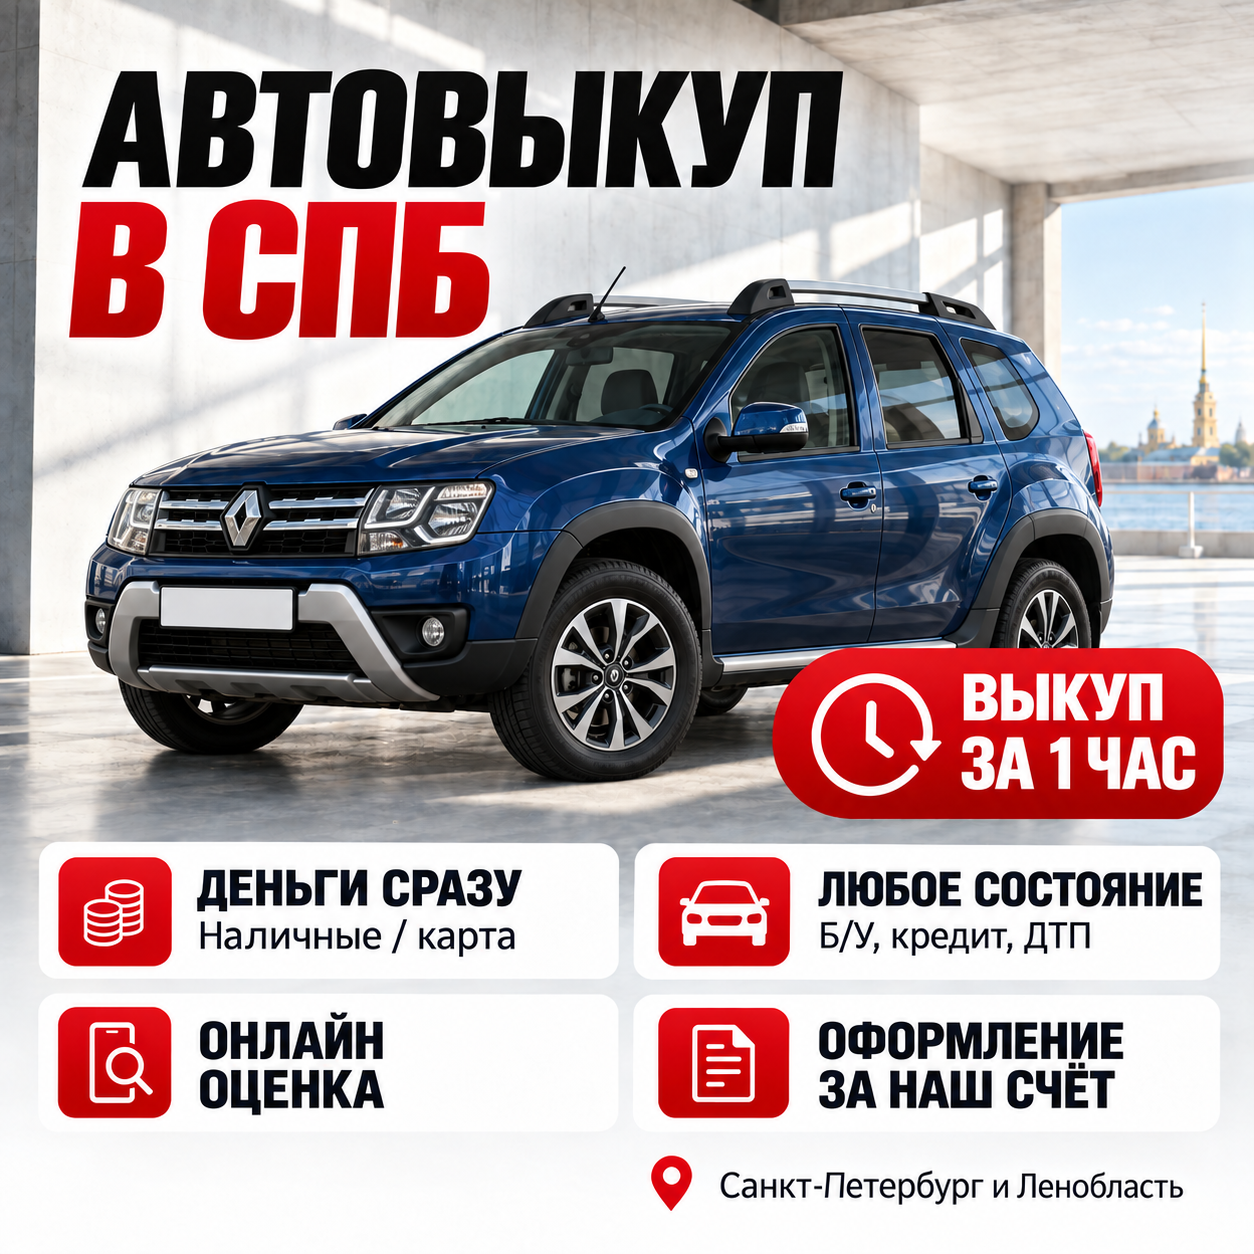 АВТОВЫКУП
В СПБ
ВЫКУП
ЗА 1 ЧАС
ДЕНЬГИ СРАЗУ
Наличные / карта
ЛЮБОЕ СОСТОЯНИЕ
Б/У, кредит, ДТП
ОНЛАЙН
ОЦЕНКА
ОФОРМЛЕНИЕ
ЗА НАШ СЧЁТ
Санкт-Петербург и Ленобласть